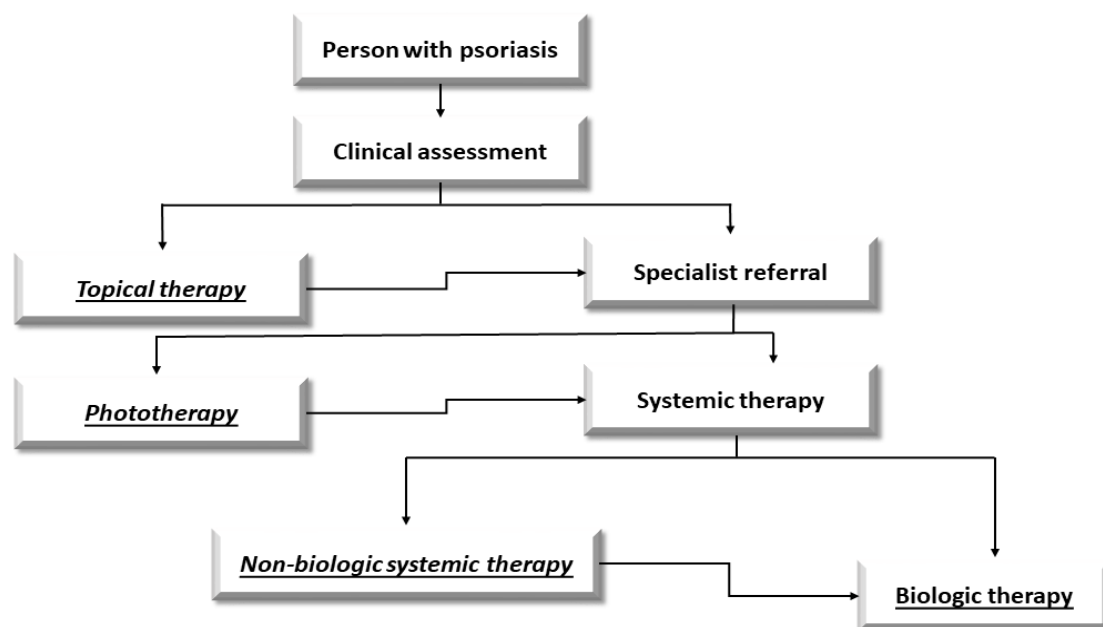 Person with psoriasis
Clinical assessment
Topical therapy
Specialist referral
Phototherapy
Systemic therapy
Non-biologic systemic therapy
Biologic therapy